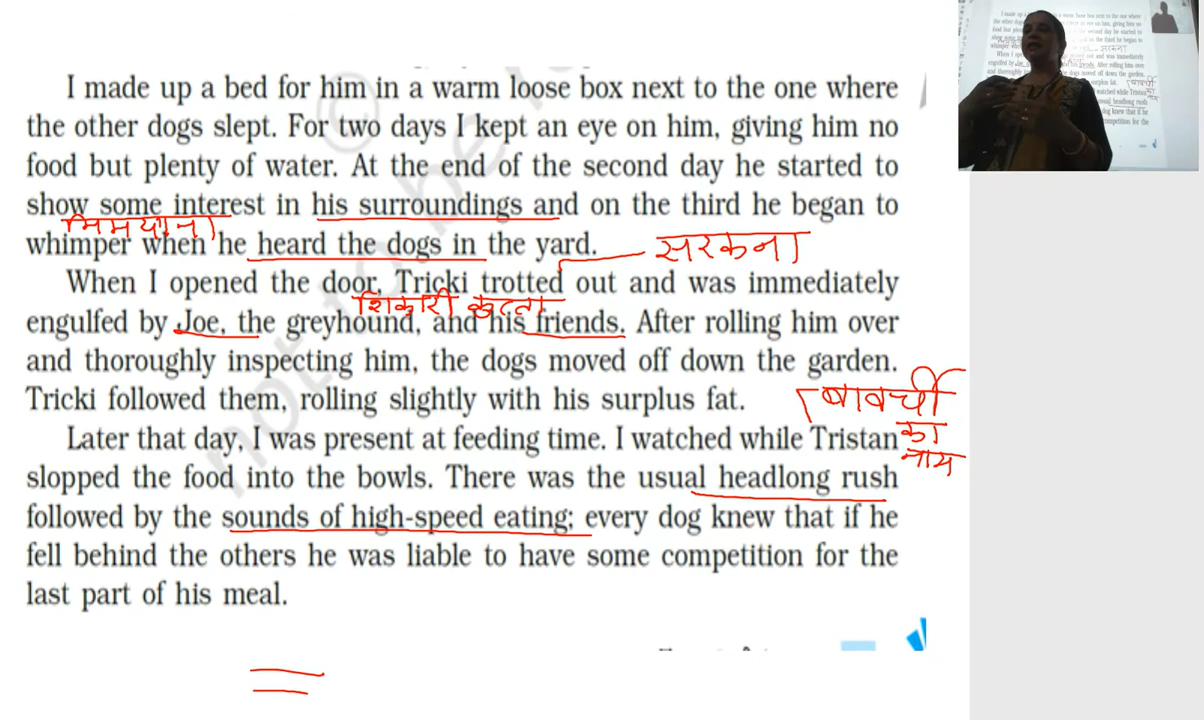 I made up a bed for him in a warm loose box next to the one where
the other dogs slept. For two days I kept an eye on him, giving him no
food but plenty of water. At the end of the second day he started to
show some interest in his surroundings and on the third he began to
मिमयाना
whimper when he heard the dogs in the yard.
सरकना
When I opened the door, Tricki trotted out and was immediately
शिकारी कुत्ता
engulfed by Joe, the greyhound, and his friends. After rolling him over
and thoroughly inspecting him, the dogs moved off down the garden.
Tricki followed them, rolling slightly with his surplus fat.
बावर्ची
का
नाम
Later that day, I was present at feeding time. I watched while Tristan
slopped the food into the bowls. There was the usual headlong rush
followed by the sounds of high-speed eating; every dog knew that if he
fell behind the others he was liable to have some competition for the
last part of his meal.